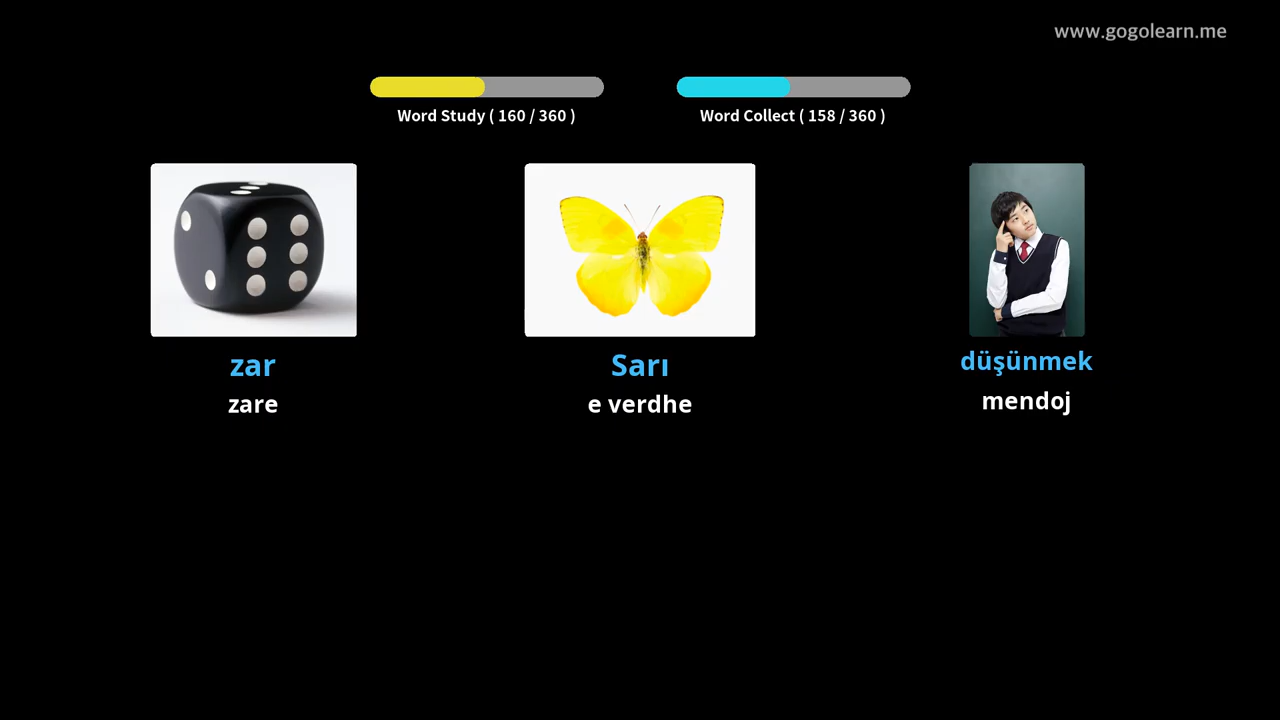 www.gogolearn.me
Word Study ( 160 / 360 )
Word Collect ( 158 / 360 )
zar
Sarı
düşünmek
zare
e verdhe
mendoj